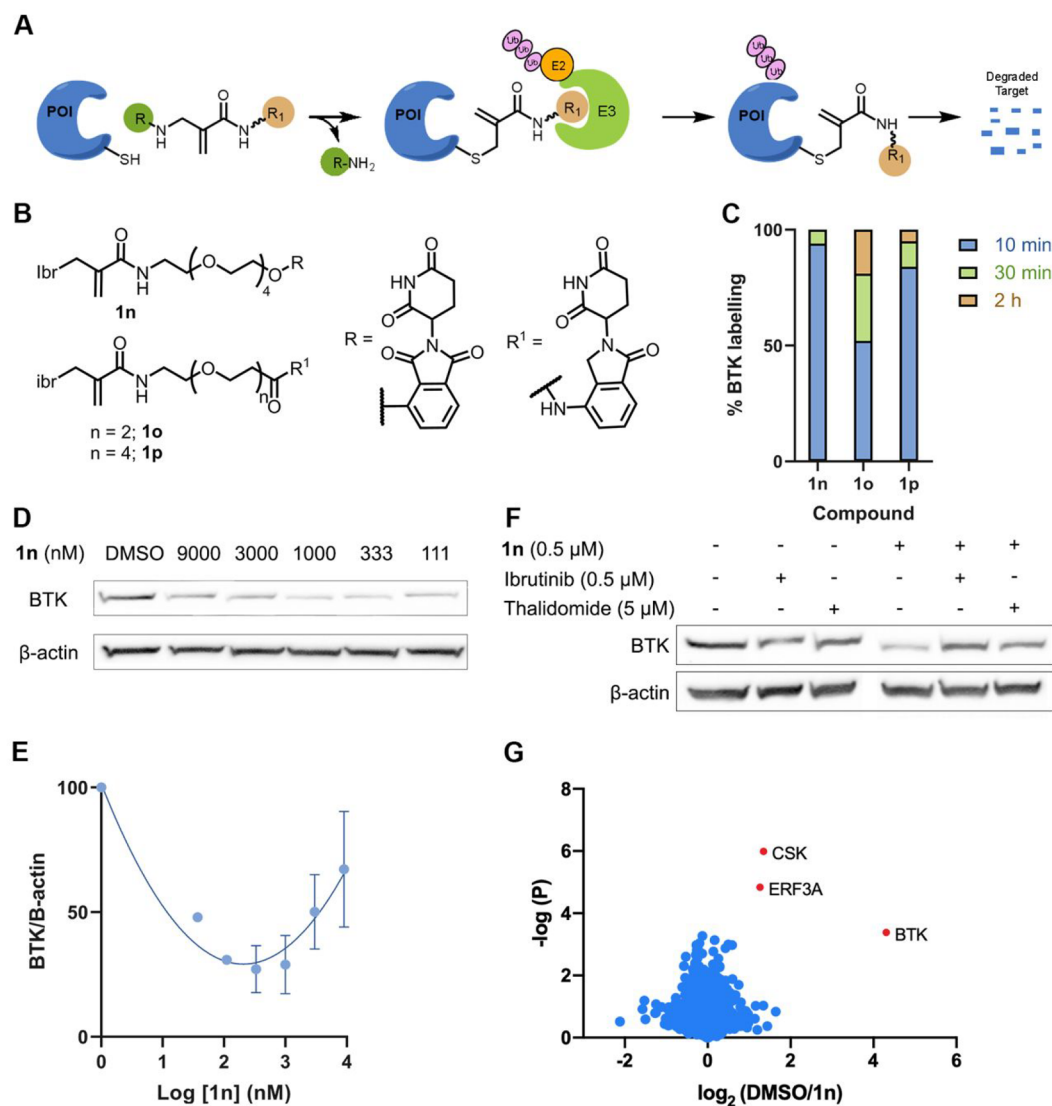 A
POI
SH
R
N
H
O
N
H
R1
R-NH2
Ub
Ub
Ub
E2
POI
S
O
N
H
R1
E3
Ub
Ub
Ub
POI
S
O
NH
R1
Degraded
Target
B
Ibr
O
N
H
O
4
O
R
1n
ibr
O
N
H
O
n
O
R1
n = 2; 1o
n = 4; 1p
R =
O
HN
O
N
O
O
R1 =
O
HN
O
N
O
HN
C
% BTK labelling
100
50
0
1n 1o 1p
Compound
10 min
30 min
2 h
D
1n (nM) DMSO 9000 3000 1000 333 111
BTK
β-actin
F
1n (0.5 µM) - - - + + +
Ibrutinib (0.5 µM) - + - - + -
Thalidomide (5 µM) - - + - - +
BTK
β-actin
E
BTK/B-actin
100
50
0
0 1 2 3 4
Log [1n] (nM)
G
-log (P)
8
6
4
2
0
CSK
ERF3A
BTK
-2 0 2 4 6
log2 (DMSO/1n)